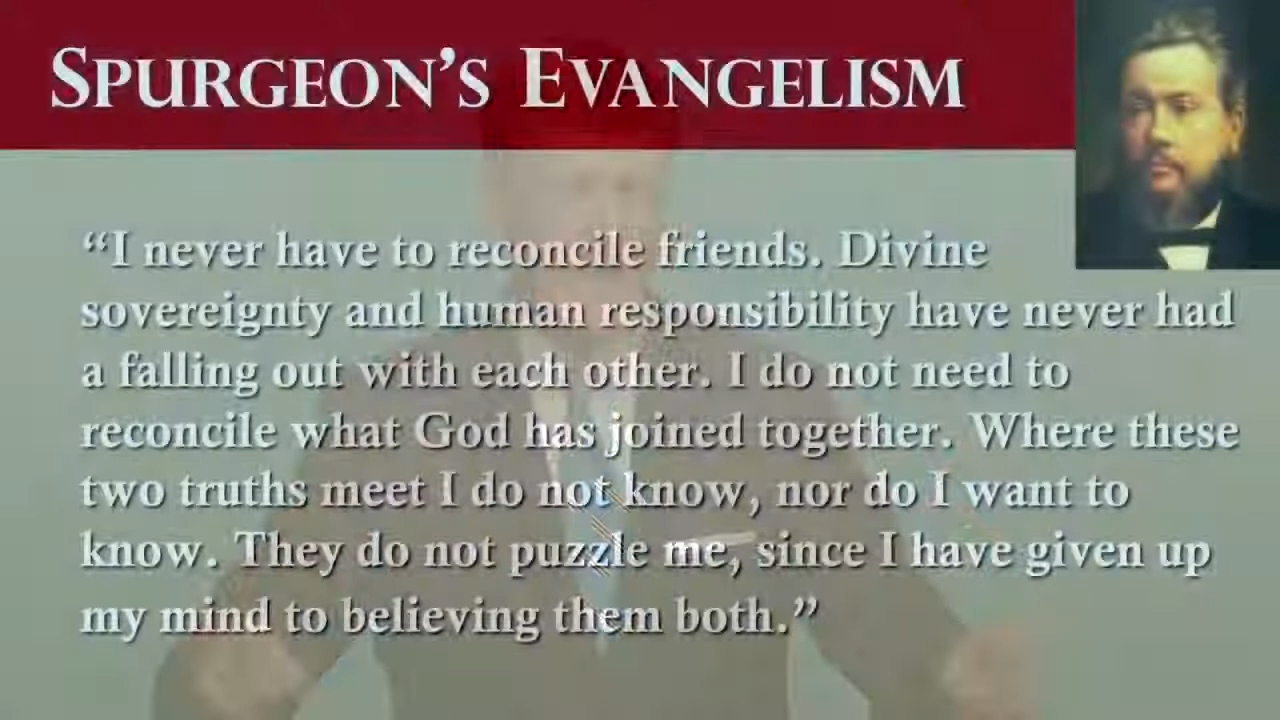 SPURGEON'S EVANGELISM
“I never have to reconcile friends. Divine
sovereignty and human responsibility have never had
a falling out with each other. I do not need to
reconcile what God has joined together. Where these
two truths meet I do not know, nor do I want to
know. They do not puzzle me, since I have given up
my mind to believing them both.”